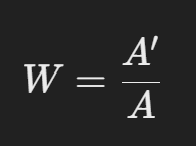 W = A′/A